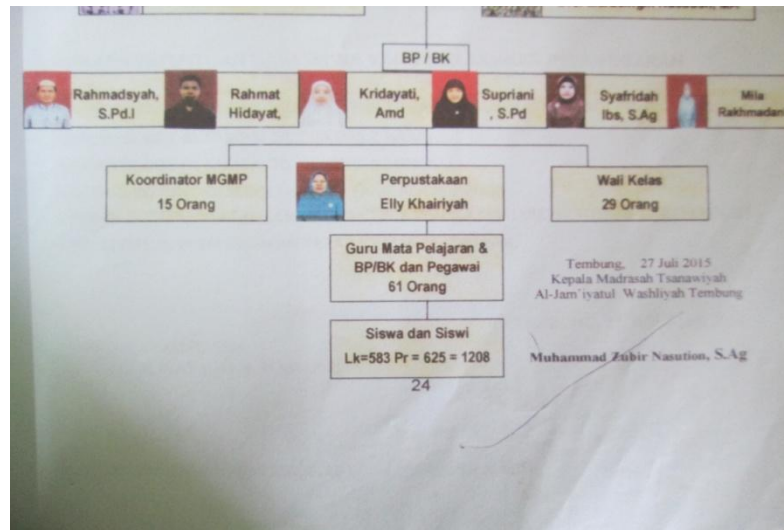 BP / BK
Rahmadsyah,
S.Pd.I
Rahmat
Hidayat,
Kridayati,
Amd
Supriani
, S.Pd
Syafridah
Ibs, S.Ag
Mila
Rakhmadan
Koordinator MGMP
15 Orang
Perpustakaan
Elly Khairiyah
Wali Kelas
29 Orang
Guru Mata Pelajaran &
BP/BK dan Pegawai
61 Orang
Siswa dan Siswi
Lk=583 Pr = 625 = 1208
24
Tembung, 27 Juli 2015
Kepala Madrasah Tsanawiyah
Al-Jam`iyatul Washliyah Tembung
Muhammad Zubir Nasution, S.Ag